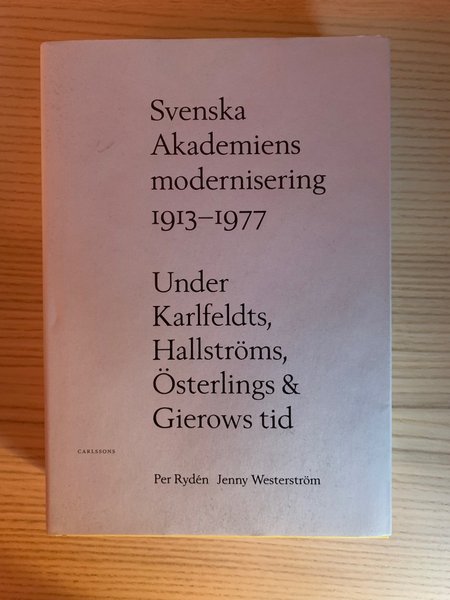 Svenska
Akademiens
modernisering
1913–1977
Under
Karlfeldts,
Hallströms,
Österlings &
Gierows tid
CARLSSONS
Per Rydén Jenny Westerström